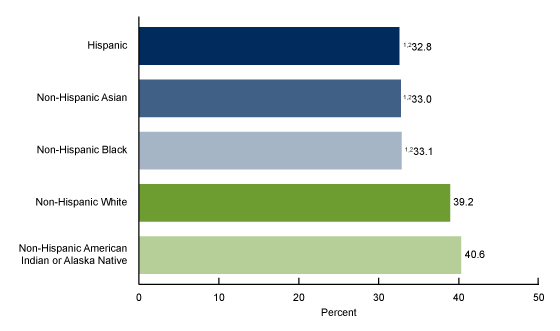 Hispanic
1,232.8
Non-Hispanic Asian
1,233.0
Non-Hispanic Black
1,233.1
Non-Hispanic White
39.2
Non-Hispanic American
Indian or Alaska Native
40.6
0 10 20 30 40 50
Percent